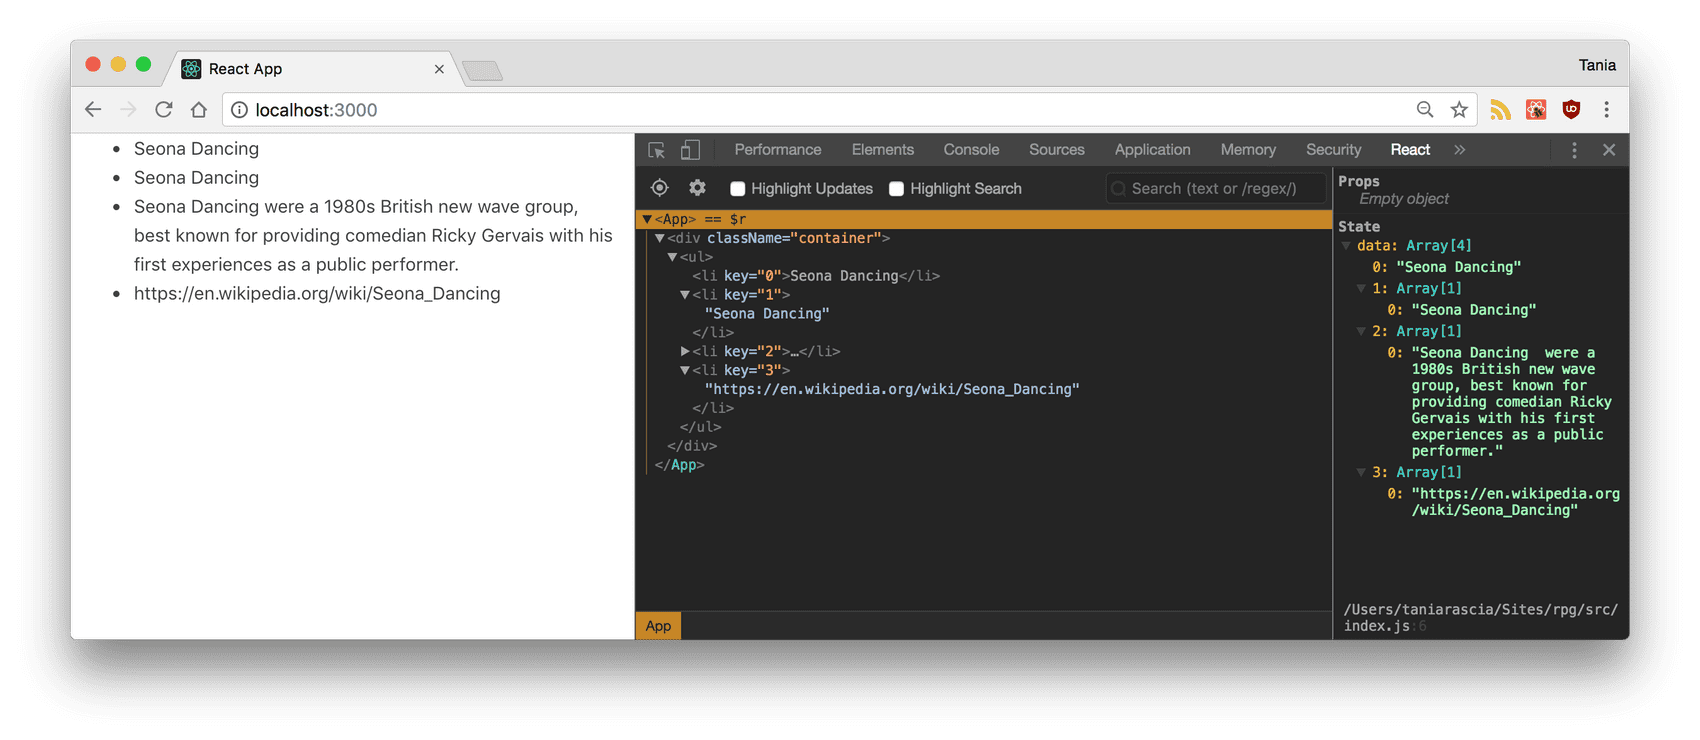 React App
Tania
localhost:3000
Seona Dancing
Seona Dancing
Seona Dancing were a 1980s British new wave group,
best known for providing comedian Ricky Gervais with his
first experiences as a public performer.
https://en.wikipedia.org/wiki/Seona_Dancing
Performance Elements Console Sources Application Memory Security React »
Highlight Updates Highlight Search Search (text or /regex/)
<App> == $r
<div className="container">
<ul>
<li key="0">Seona Dancing</li>
<li key="1">
"Seona Dancing"
</li>
<li key="2">…</li>
<li key="3">
"https://en.wikipedia.org/wiki/Seona_Dancing"
</li>
</ul>
</div>
</App>
App
Props
Empty object
State
data: Array[4]
0: "Seona Dancing"
1: Array[1]
0: "Seona Dancing"
2: Array[1]
0: "Seona Dancing  were a
1980s British new wave
group, best known for
providing comedian Ricky
Gervais with his first
experiences as a public
performer."
3: Array[1]
0: "https://en.wikipedia.org
/wiki/Seona_Dancing"
/Users/taniarascia/Sites/rpg/src/
index.js:6